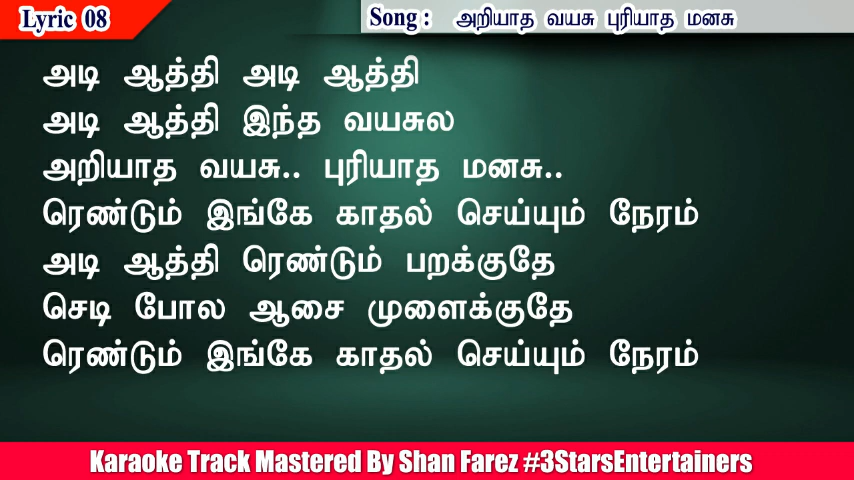 Lyric 08
Song : அறியாத வயசு புரியாத மனசு
அடி ஆத்தி அடி ஆத்தி
அடி ஆத்தி இந்த வயசுல
அறியாத வயசு.. புரியாத மனசு..
ரெண்டும் இங்கே காதல் செய்யும் நேரம்
அடி ஆத்தி ரெண்டும் பறக்குதே
செடி போல ஆசை முளைக்குதே
ரெண்டும் இங்கே காதல் செய்யும் நேரம்
Karaoke Track Mastered By Shan Farez #3StarsEntertainers